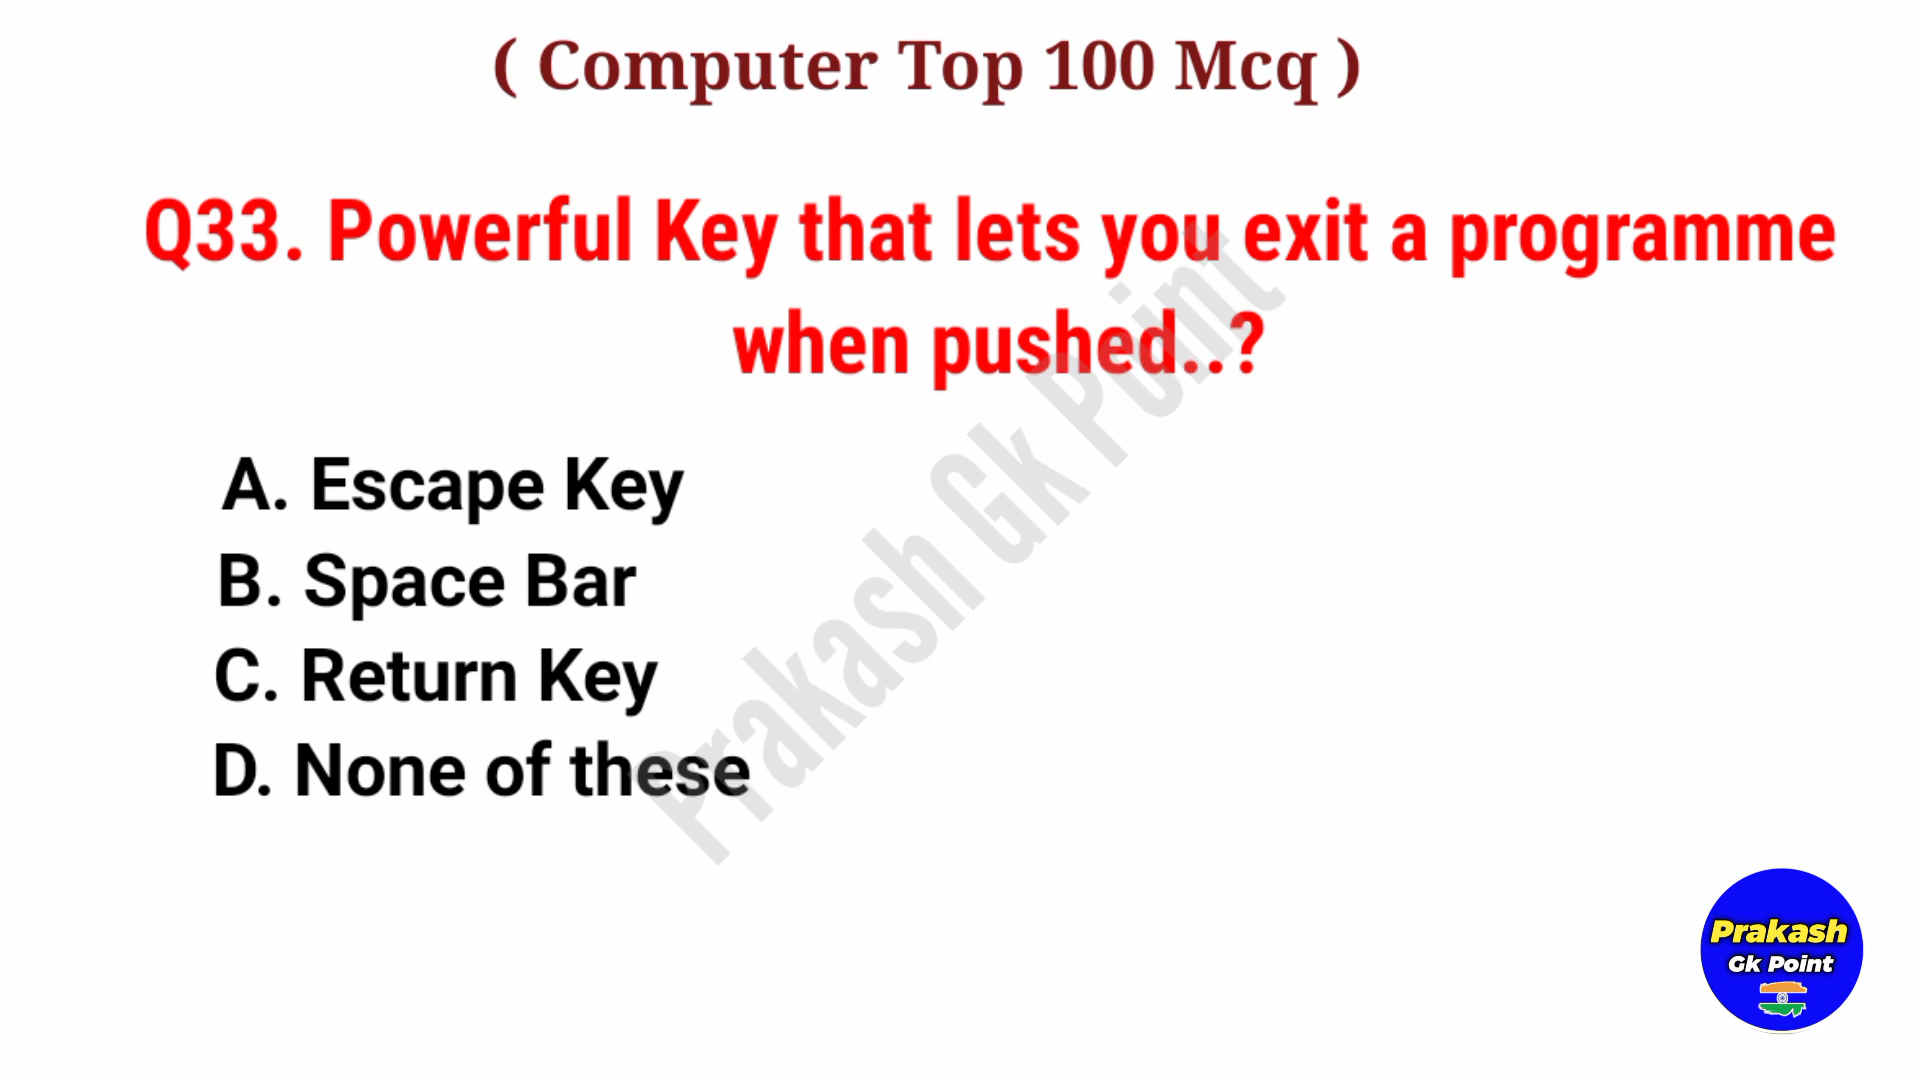 ( Computer Top 100 Mcq )
Q33. Powerful Key that lets you exit a programme
when pushed..?
A. Escape Key
B. Space Bar
C. Return Key
D. None of these
Prakash Gk Point
Prakash
Gk Point